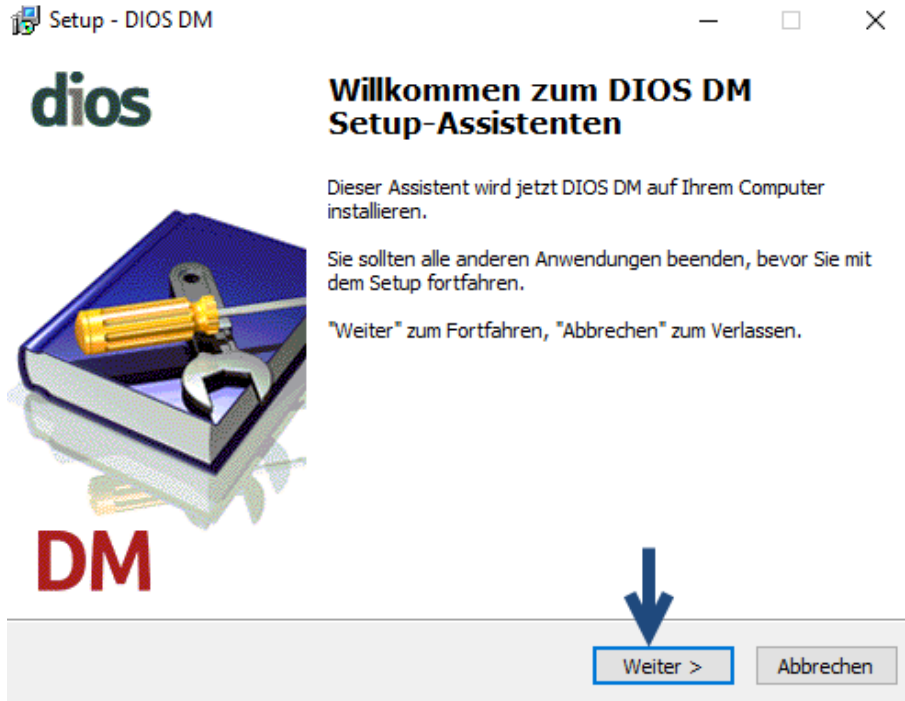 Setup - DIOS DM
dios
Willkommen zum DIOS DM
Setup-Assistenten
Dieser Assistent wird jetzt DIOS DM auf Ihrem Computer
installieren.
Sie sollten alle anderen Anwendungen beenden, bevor Sie mit
dem Setup fortfahren.
"Weiter" zum Fortfahren, "Abbrechen" zum Verlassen.
DM
Weiter >
Abbrechen